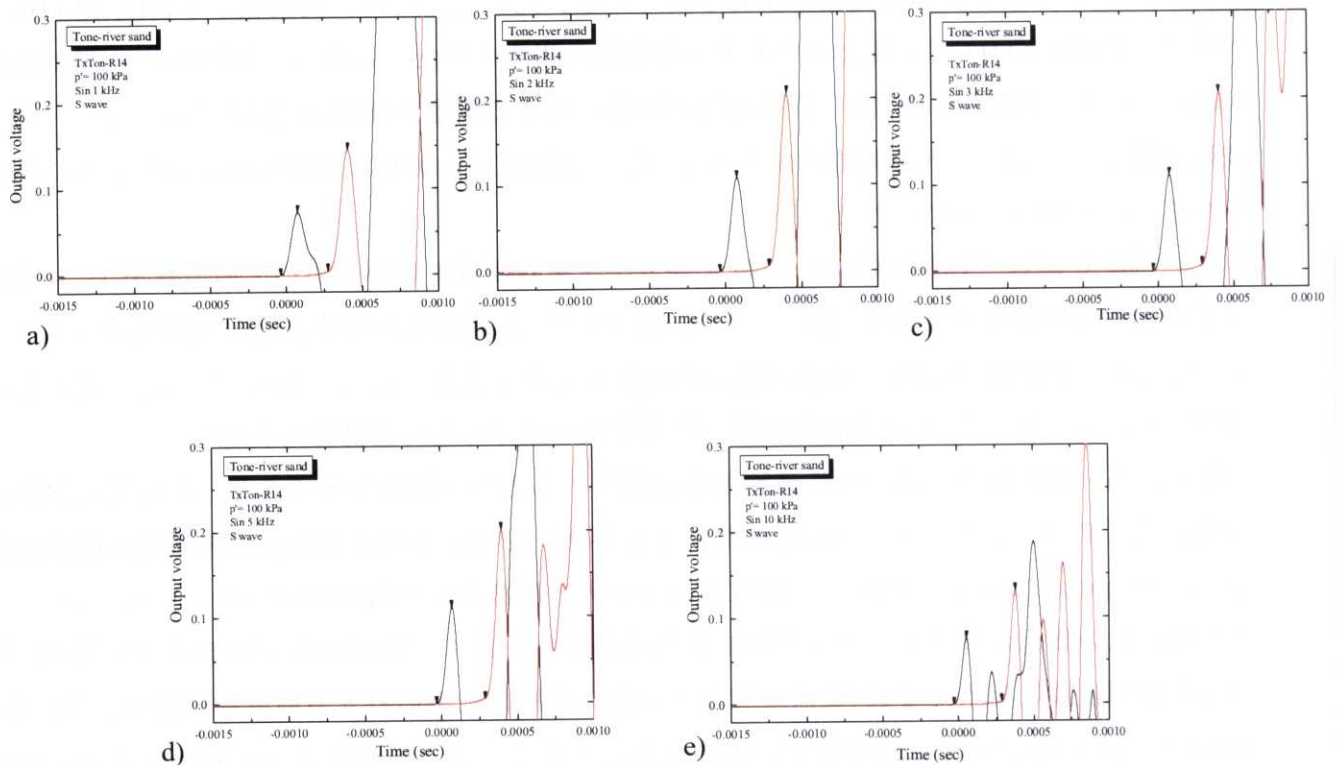 0.3
Tone-river sand
TxTon-R14
p'= 100 kPa
Sin 1 kHz
S wave
0.2
0.1
0.0
Output voltage
-0.0015 -0.0010 -0.0005 0.0000 0.0005 0.0010
Time (sec)
a)
0.3
Tone-river sand
TxTon-R14
p'= 100 kPa
Sin 2 kHz
S wave
0.2
0.1
0.0
Output voltage
-0.0015 -0.0010 -0.0005 0.0000 0.0005 0.0010
Time (sec)
b)
0.3
Tone-river sand
TxTon-R14
p'= 100 kPa
Sin 3 kHz
S wave
0.2
0.1
0.0
Output voltage
-0.0015 -0.0010 -0.0005 0.0000 0.0005 0.0010
Time (sec)
c)
0.3
Tone-river sand
TxTon-R14
p'= 100 kPa
Sin 5 kHz
S wave
0.2
0.1
0.0
Output voltage
-0.0015 -0.0010 -0.0005 0.0000 0.0005 0.0010
Time (sec)
d)
0.3
Tone-river sand
TxTon-R14
p'= 100 kPa
Sin 10 kHz
S wave
0.2
0.1
0.0
Output voltage
-0.0015 -0.0010 -0.0005 0.0000 0.0005 0.0010
Time (sec)
e)